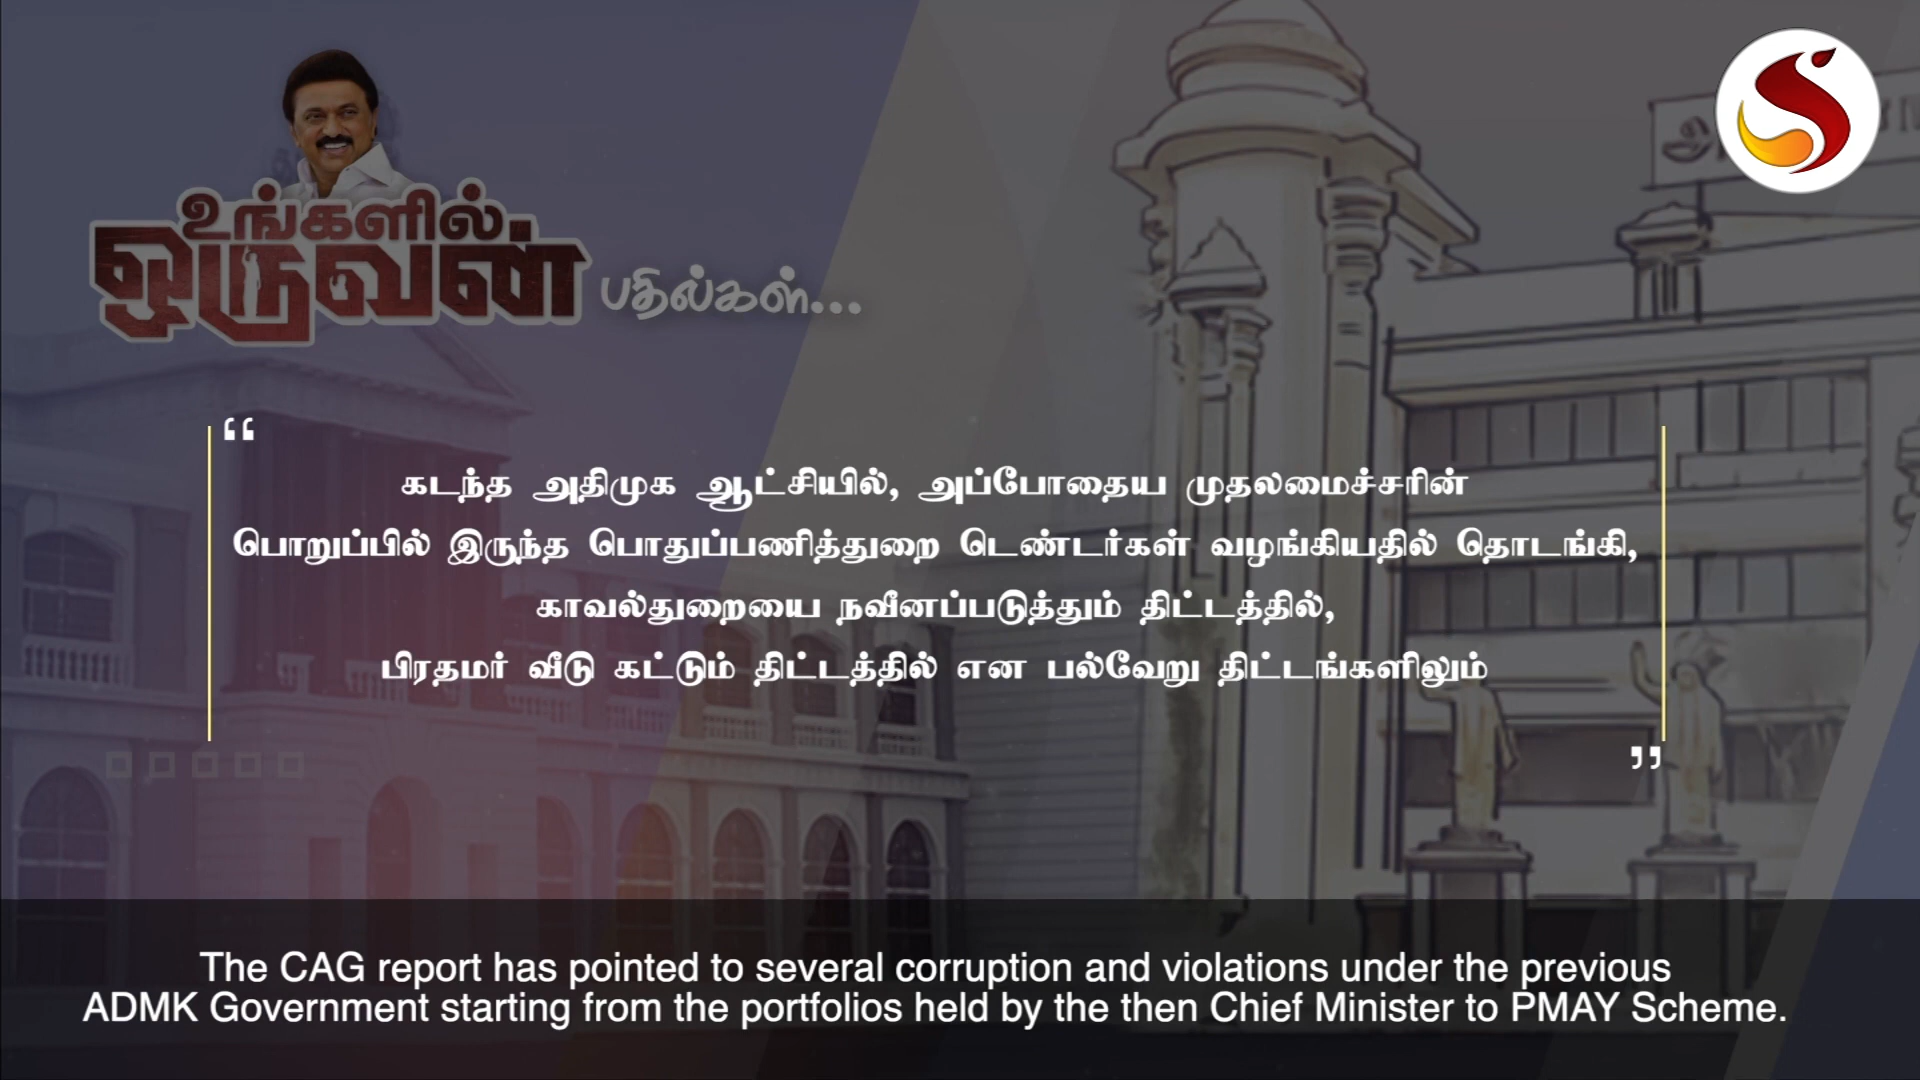 உங்களில்
ஒருவன் பதில்கள்...
“
கடந்த அதிமுக ஆட்சியில், அப்போதைய முதலமைச்சரின்
பொறுப்பில் இருந்த பொதுப்பணித்துறை டெண்டர்கள் வழங்கியதில் தொடங்கி,
காவல்துறையை நவீனப்படுத்தும் திட்டத்தில்,
பிரதமர் வீடு கட்டும் திட்டத்தில் என பல்வேறு திட்டங்களிலும்
”
The CAG report has pointed to several corruption and violations under the previous
ADMK Government starting from the portfolios held by the then Chief Minister to PMAY Scheme.